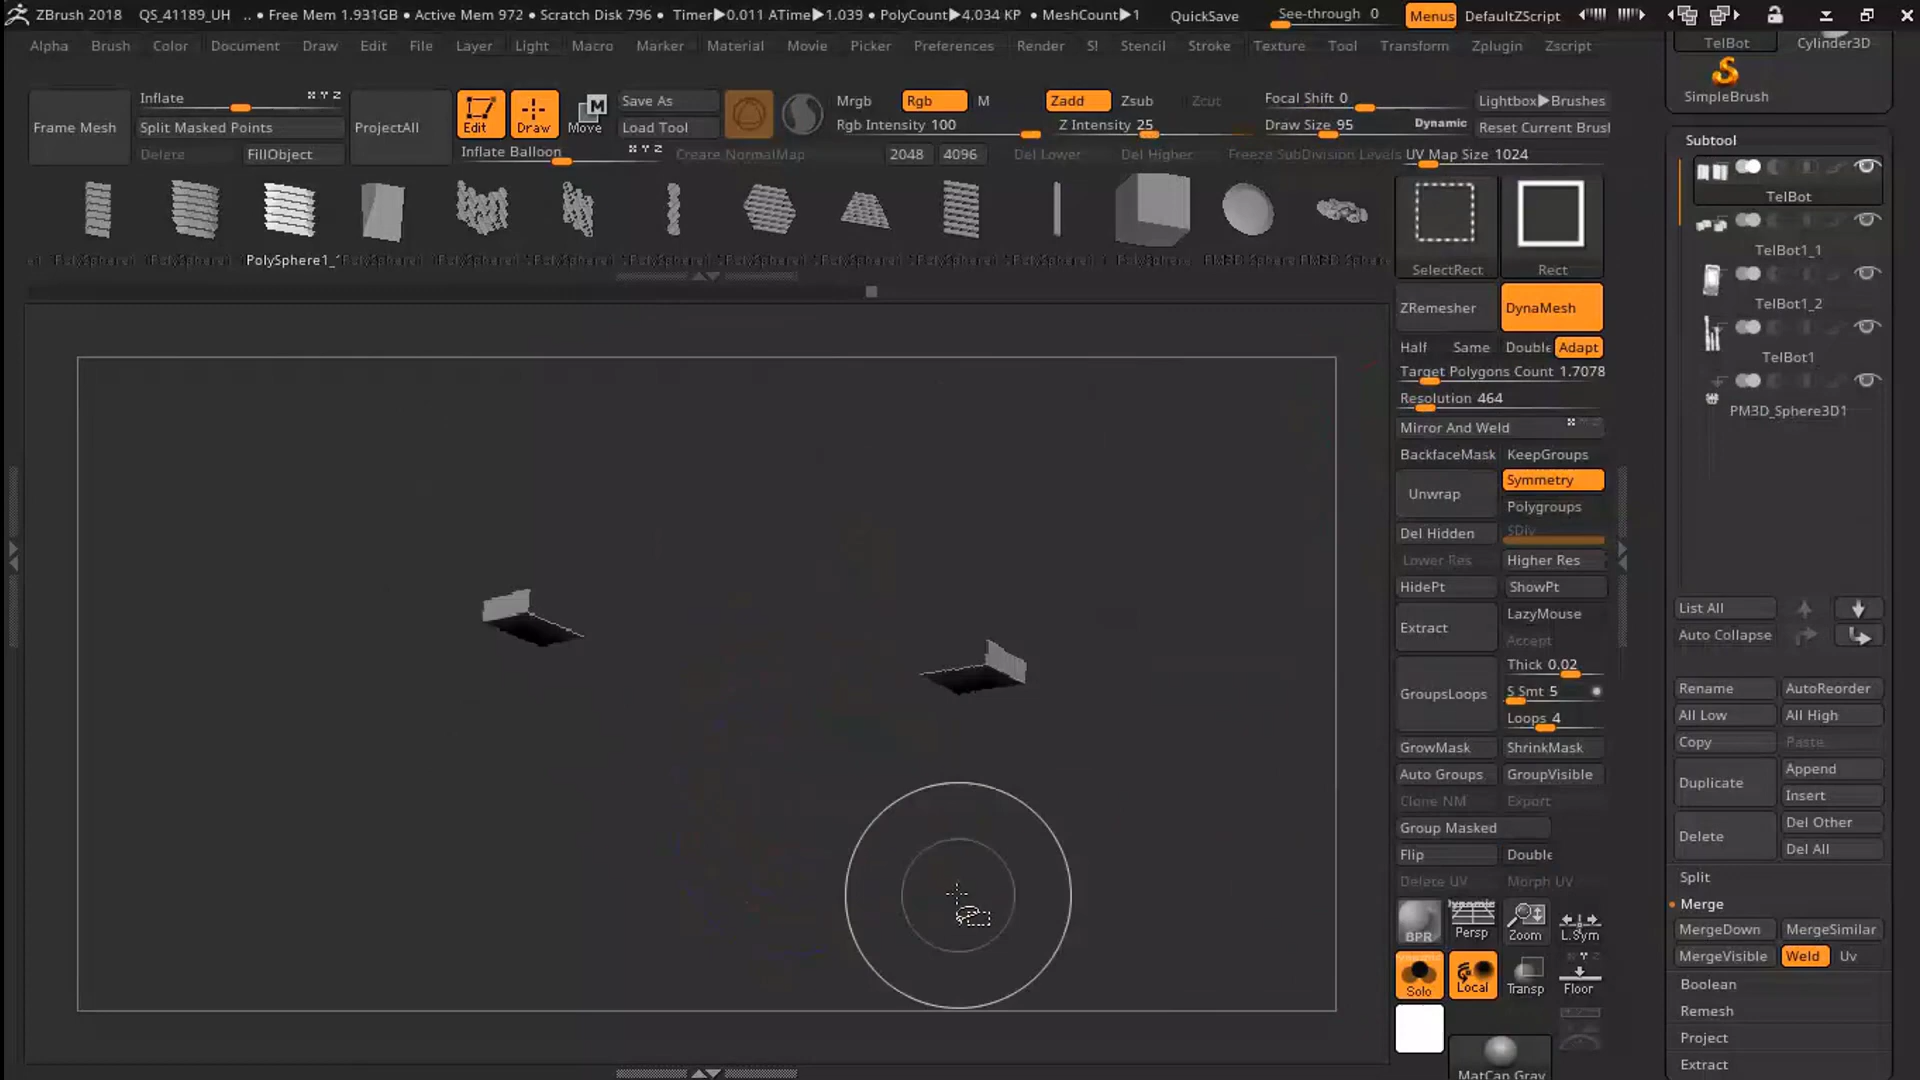 ZBrush 2018 QS_41189_UH .. • Free Mem 1.931GB • Active Mem 972 • Scratch Disk 796 • Timer▶0.011 ATime▶1.039 • PolyCount▶4.034 KP • MeshCount▶1 QuickSave See-through 0 Menus DefaultZScript
Alpha Brush Color Document Draw Edit File Layer Light Macro Marker Material Movie Picker Preferences Render S! Stencil Stroke Texture Tool Transform Zplugin Zscript
TelBot Cylinder3D
SimpleBrush
Frame Mesh
Inflate X Y Z
Split Masked Points
Delete FillObject
ProjectAll
Edit Draw Move
Inflate Balloon X Y Z
Save As
Load Tool
Create NormalMap
Mrgb Rgb M
Rgb Intensity 100
2048 4096
Zadd Zsub Zcut
Z Intensity 25
Del Lower Del Higher
Focal Shift 0
Draw Size 95 Dynamic
Freeze SubDivision Levels
Lightbox▶Brushes
Reset Current Brusl
UV Map Size 1024
PolySphere1_
SelectRect Rect
ZRemesher DynaMesh
Half Same Double Adapt
Target Polygons Count 1.7078
Resolution 464
Mirror And Weld
BackfaceMask KeepGroups
Unwrap Symmetry
Polygroups
Del Hidden SDiv
Lower Res Higher Res
HidePt ShowPt
Extract LazyMouse
Accept
Thick 0.02
GroupsLoops S Smt 5
Loops 4
GrowMask ShrinkMask
Auto Groups GroupVisible
Clone NM Export
Group Masked
Flip Double
Delete UV Morph UV
BPR Dynamic Persp Zoom L.Sym
Dynamic Solo Local Transp Floor
MatCap Gray
Subtool
TelBot
TelBot1_1
TelBot1_2
TelBot1
PM3D_Sphere3D1
List All
Auto Collapse
Rename AutoReorder
All Low All High
Copy Paste
Duplicate Append
Insert
Delete Del Other
Del All
Split
Merge
MergeDown MergeSimilar
MergeVisible Weld Uv
Boolean
Remesh
Project
Extract